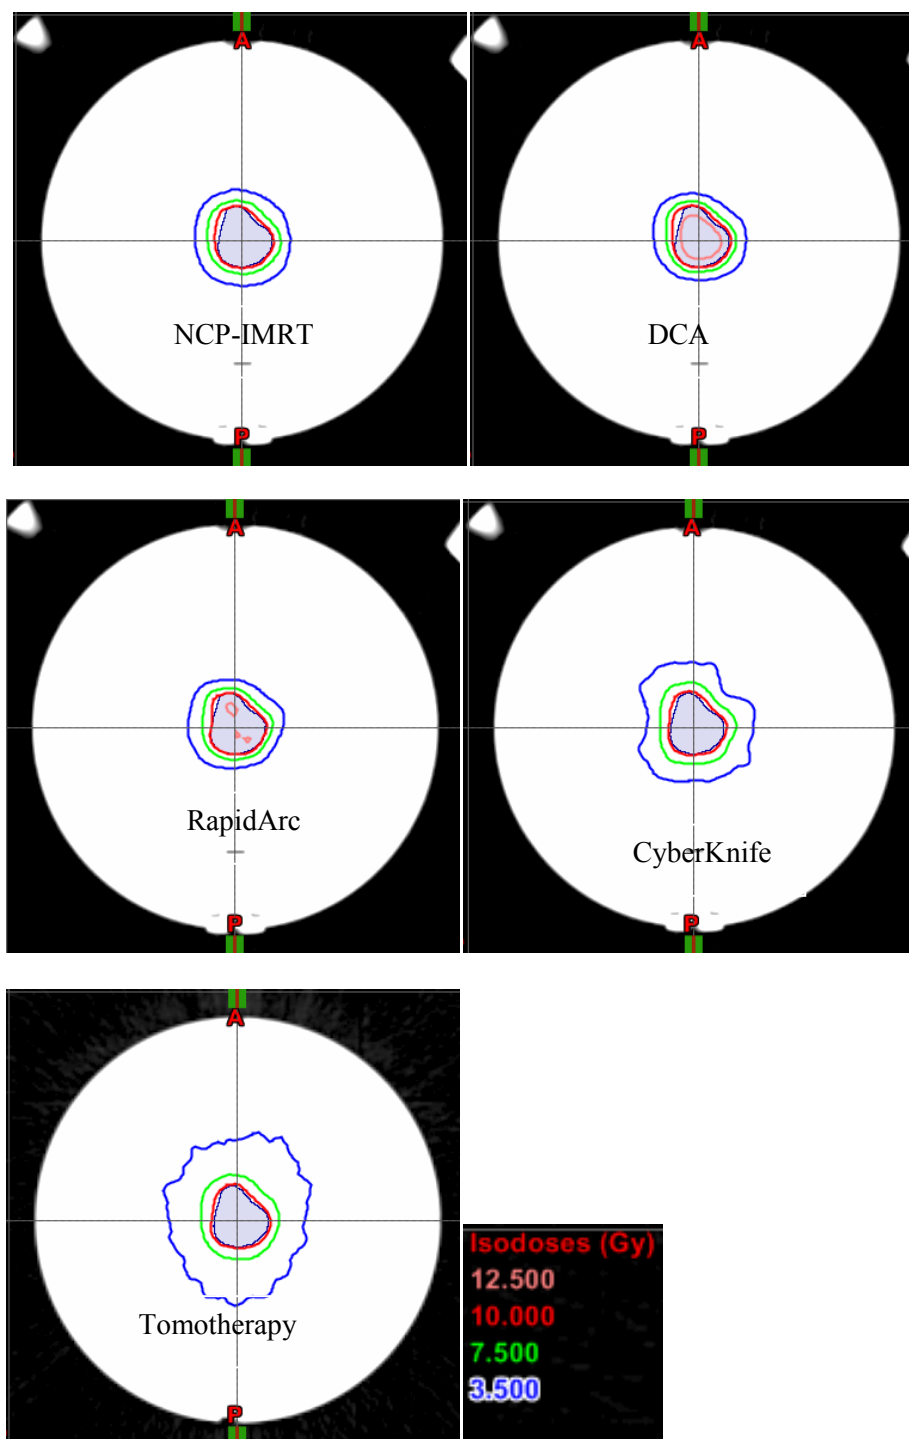 A
A
NCP-IMRT
DCA
P
P
A
A
RapidArc
CyberKnife
P
P
A
Tomotherapy
P
Isodoses (Gy)
12.500
10.000
7.500
3.500